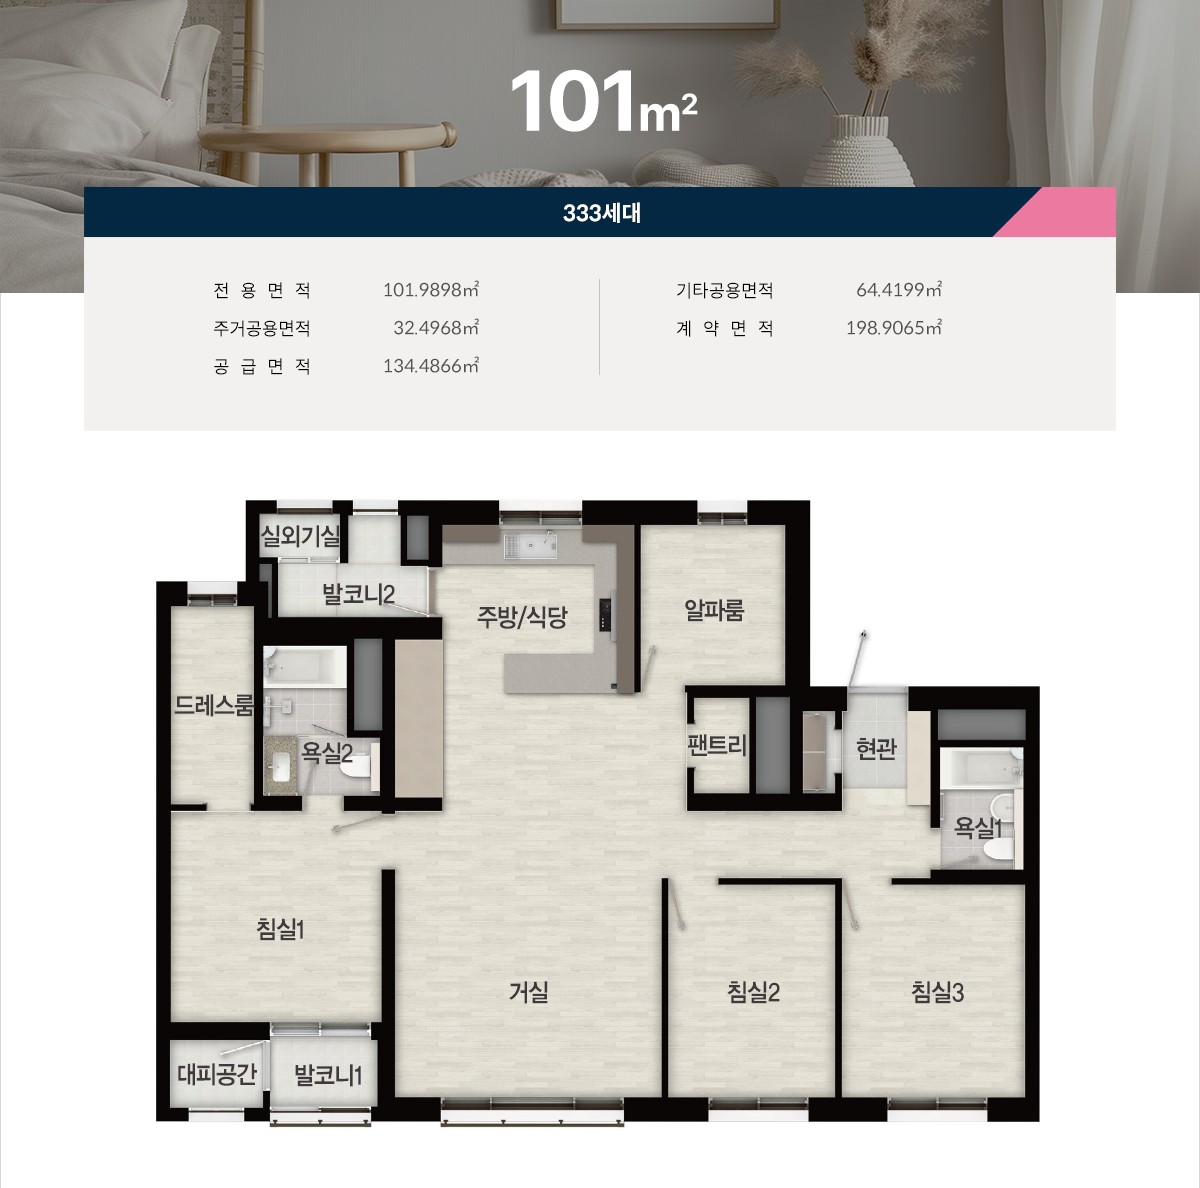 101m²
333세대
전용면적 101.9898㎡
주거공용면적 32.4968㎡
공급면적 134.4866㎡
기타공용면적 64.4199㎡
계약면적 198.9065㎡
실외기실
발코니2
주방/식당
알파룸
드레스룸
욕실2
팬트리
현관
욕실1
침실1
거실
침실2
침실3
대피공간
발코니1